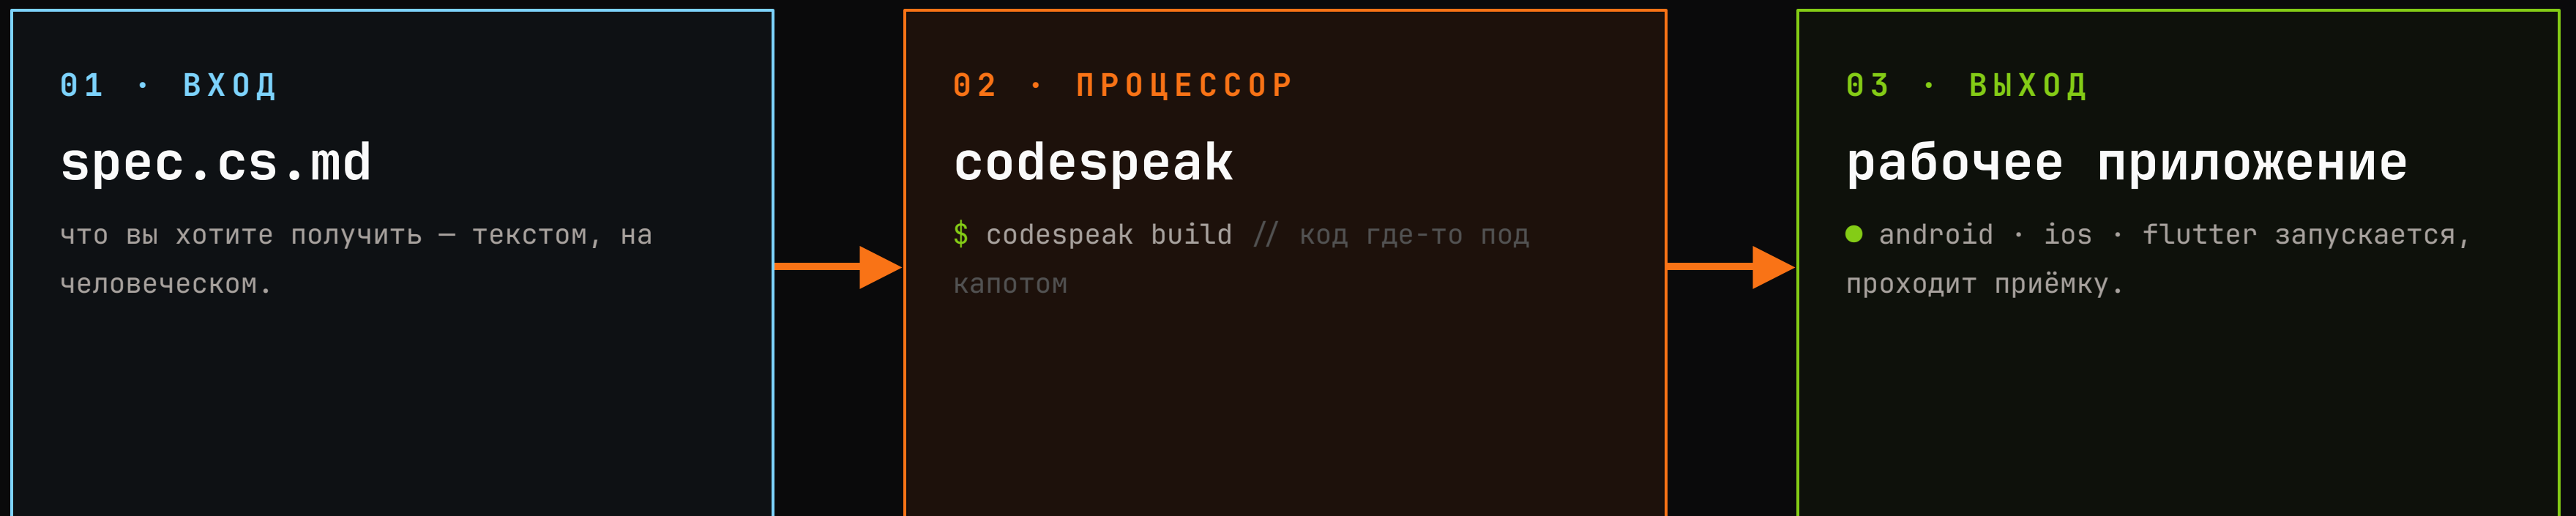 01 · ВХОД
spec.cs.md
что вы хотите получить — текстом, на
человеческом.
02 · ПРОЦЕССОР
codespeak
$ codespeak build // код где-то под
капотом
03 · ВЫХОД
рабочее приложение
● android · ios · flutter запускается,
проходит приёмку.